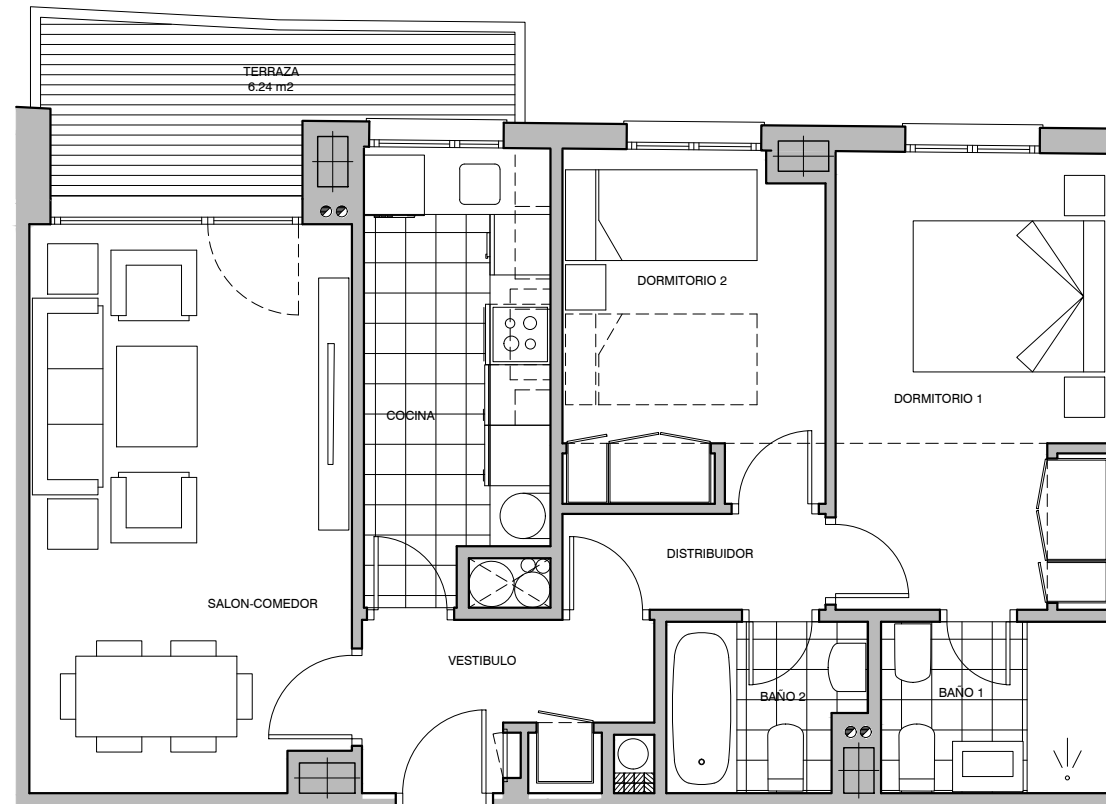 TERRAZA
6.24 m2
DORMITORIO 2
DORMITORIO 1
COCINA
DISTRIBUIDOR
SALON-COMEDOR
VESTIBULO
BAÑO 2
BAÑO 1